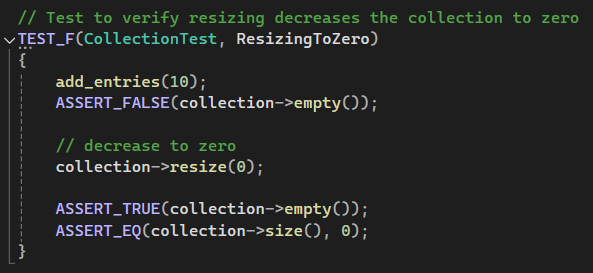 // Test to verify resizing decreases the collection to zero
TEST_F(CollectionTest, ResizingToZero)
{
    add_entries(10);
    ASSERT_FALSE(collection->empty());

    // decrease to zero
    collection->resize(0);

    ASSERT_TRUE(collection->empty());
    ASSERT_EQ(collection->size(), 0);
}